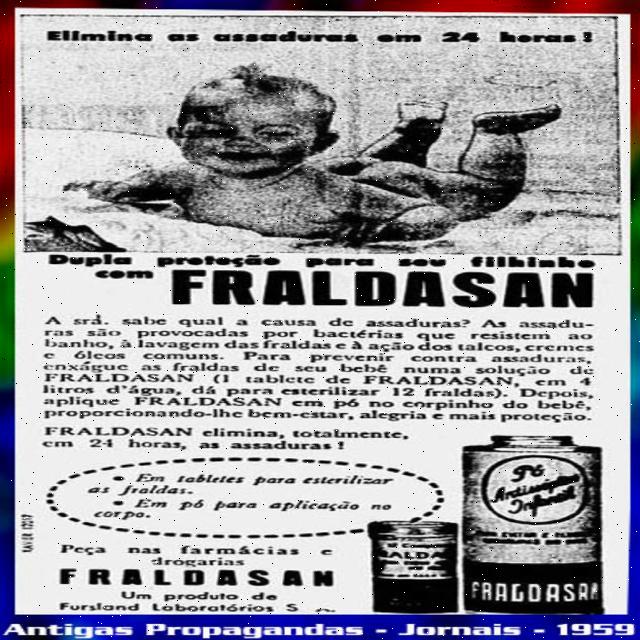 Elimina as assaduras em 24 horas!
Dupla proteção para seu filhinho
com FRALDASAN
A srá. sabe qual a causa de assaduras? As assadu-
ras são provocadas por bactérias que resistem ao
banho, à lavagem das fraldas e à ação dos talcos, cremes
e óleos comuns. Para prevenir contra assaduras,
enxágue as fraldas de seu bebê numa solução de
FRALDASAN (1 tablete de FRALDASAN, em 4
litros d'água, dá para esterilizar 12 fraldas). Depois,
aplique FRALDASAN em pó no corpinho do bebê,
proporcionando-lhe bem-estar, alegria e mais proteção.
FRALDASAN elimina, totalmente,
em 24 horas, as assaduras!
• Em tabletes para esterilizar
as fraldas.
• Em pó para aplicação no
corpo.
Peça nas farmácias e
drogarias
FRALDASAN
Um produto de
Fursland Laboratórios S
Pó
Antisséptico
Infantil
FRALDASAN
Antigas Propagandas - Jornais - 1959